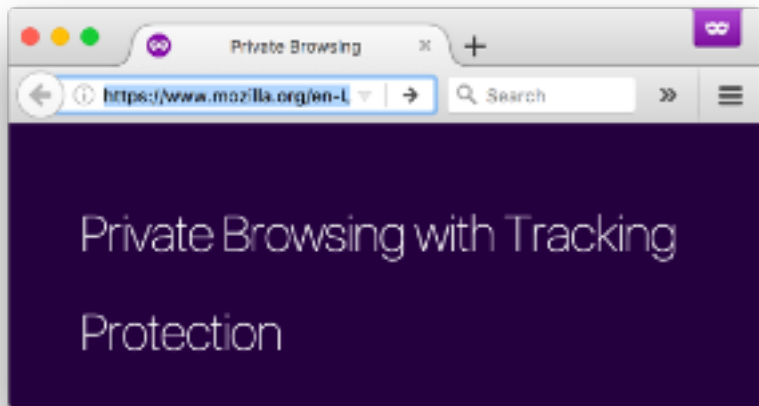 Private Browsing
https://www.mozilla.org/en-U
Search
Private Browsing with Tracking
Protection